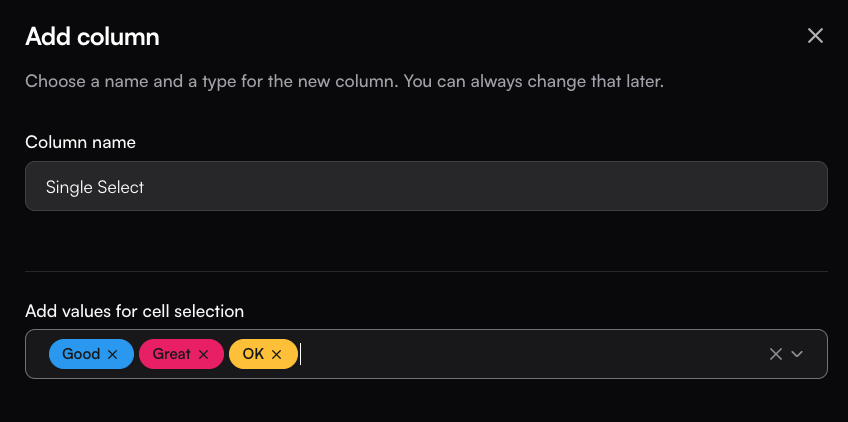 Add column
Choose a name and a type for the new column. You can always change that later.
Column name
Single Select
Add values for cell selection
Good Great OK